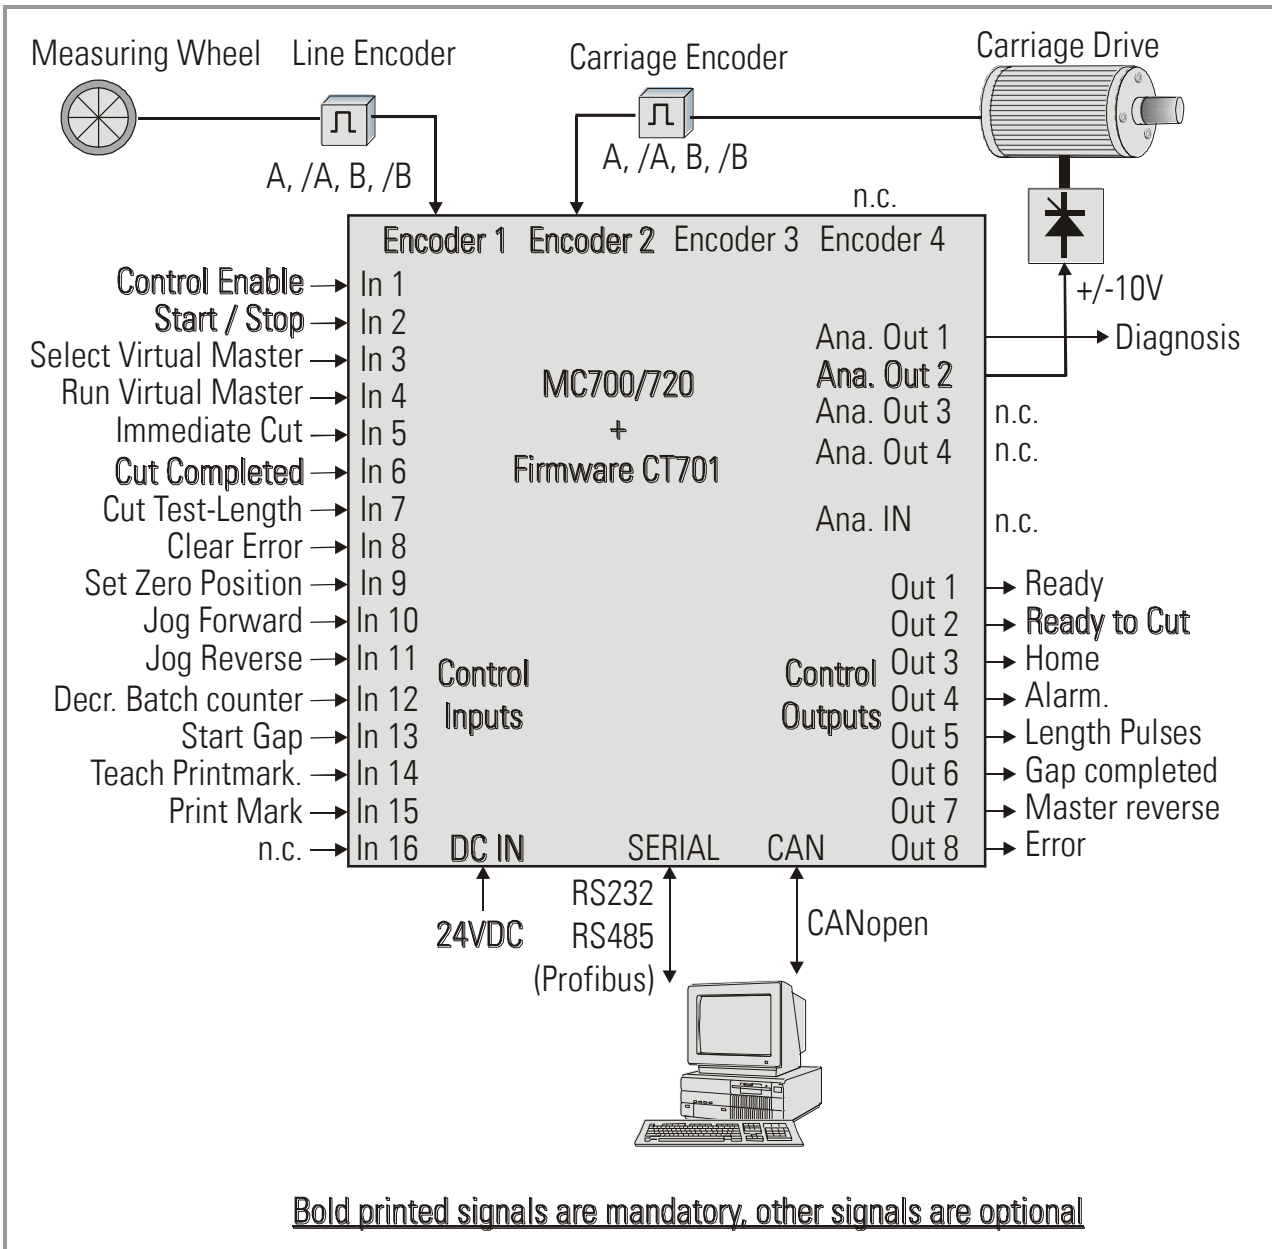 Measuring Wheel
Line Encoder
Carriage Encoder
Carriage Drive
A, /A, B, /B
A, /A, B, /B
n.c.
Encoder 1
Encoder 2
Encoder 3
Encoder 4
+/-10V
Control Enable
In 1
Start / Stop
In 2
Select Virtual Master
In 3
Run Virtual Master
In 4
Immediate Cut
In 5
Cut Completed
In 6
Cut Test-Length
In 7
Clear Error
In 8
Set Zero Position
In 9
Jog Forward
In 10
Jog Reverse
In 11
Decr. Batch counter
In 12
Start Gap
In 13
Teach Printmark.
In 14
Print Mark
In 15
n.c.
In 16
MC700/720
+
Firmware CT701
Ana. Out 1
Diagnosis
Ana. Out 2
Ana. Out 3
n.c.
Ana. Out 4
n.c.
Ana. IN
n.c.
Control
Inputs
Control
Outputs
Out 1
Ready
Out 2
Ready to Cut
Out 3
Home
Out 4
Alarm.
Out 5
Length Pulses
Out 6
Gap completed
Out 7
Master reverse
Out 8
Error
DC IN
SERIAL
CAN
24VDC
RS232
RS485
(Profibus)
CANopen
Bold printed signals are mandatory, other signals are optional